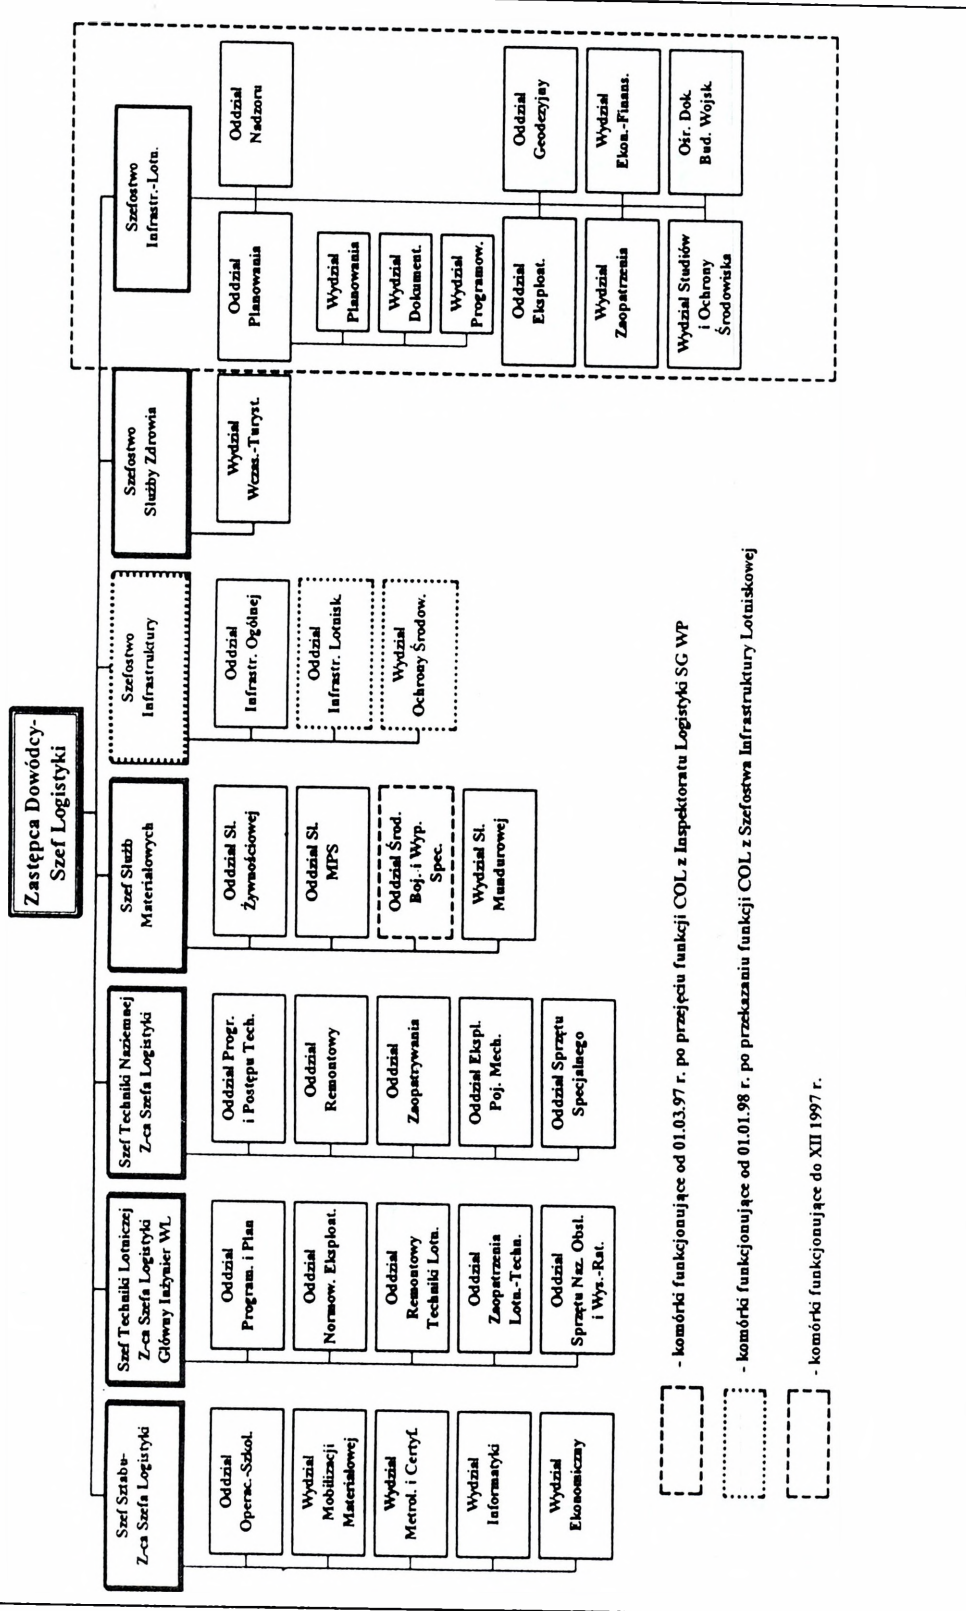 Zastępca Dowódcy-
Szef Logistyki
Szef Sztabu-
Z-ca Szefa Logistyki
Oddział
Operac.-Szkol.
Wydział
Mobilizacji
Materiałowej
Wydział
Metrol. i Certyf.
Wydział
Informatyki
Wydział
Ekonomiczny
Szef Techniki Lotniczej
Z-ca Szefa Logistyki
Główny Inżynier WL
Oddział
Program. i Plan
Oddział
Normow. Eksploat.
Oddział
Remontowy
Techniki Lotn.
Oddział
Zaopatrzenia
Lotn.-Techn.
Oddział
Sprzętu Naz. Obsł.
i Wys.-Rat.
Szef Techniki Naziemnej
Z-ca Szefa Logistyki
Oddział Progr.
i Postępu Tech.
Oddział
Remontowy
Oddział
Zaopatrywania
Oddział Ekspl.
Poj. Mech.
Oddział Sprzętu
Specjalnego
Szef Służb
Materiałowych
Oddział Sł.
Żywnościowej
Oddział Sł.
MPS
Oddział Środ.
Boj. i Wyp.
Spec.
Wydział Sł.
Mundurowej
Szefostwo
Infrastruktury
Oddział
Infrastr. Ogólnej
Oddział
Infrastr. Lotnisk.
Wydział
Ochrony Środow.
Szefostwo
Służby Zdrowia
Wydział
Wczas.-Turyst.
Szefostwo
Infrastr.-Lotn.
Oddział
Planowania
Oddział
Nadzoru
Wydział
Planowania
Wydział
Dokument.
Wydział
Programow.
Oddział
Eksploat.
Oddział
Geodezyjny
Wydział
Zaopatrzenia
Wydział
Ekon.-Finans.
Wydział Studiów
i Ochrony
Środowiska
Ośr. Dok.
Bud. Wojsk.
- komórki funkcjonujące od 01.03.97 r. po przejęciu funkcji COL z Inspektoratu Logistyki SG WP
- komórki funkcjonujące od 01.01.98 r. po przekazaniu funkcji COL z Szefostwa Infrastruktury Lotniskowej
- komórki funkcjonujące do XII 1997 r.